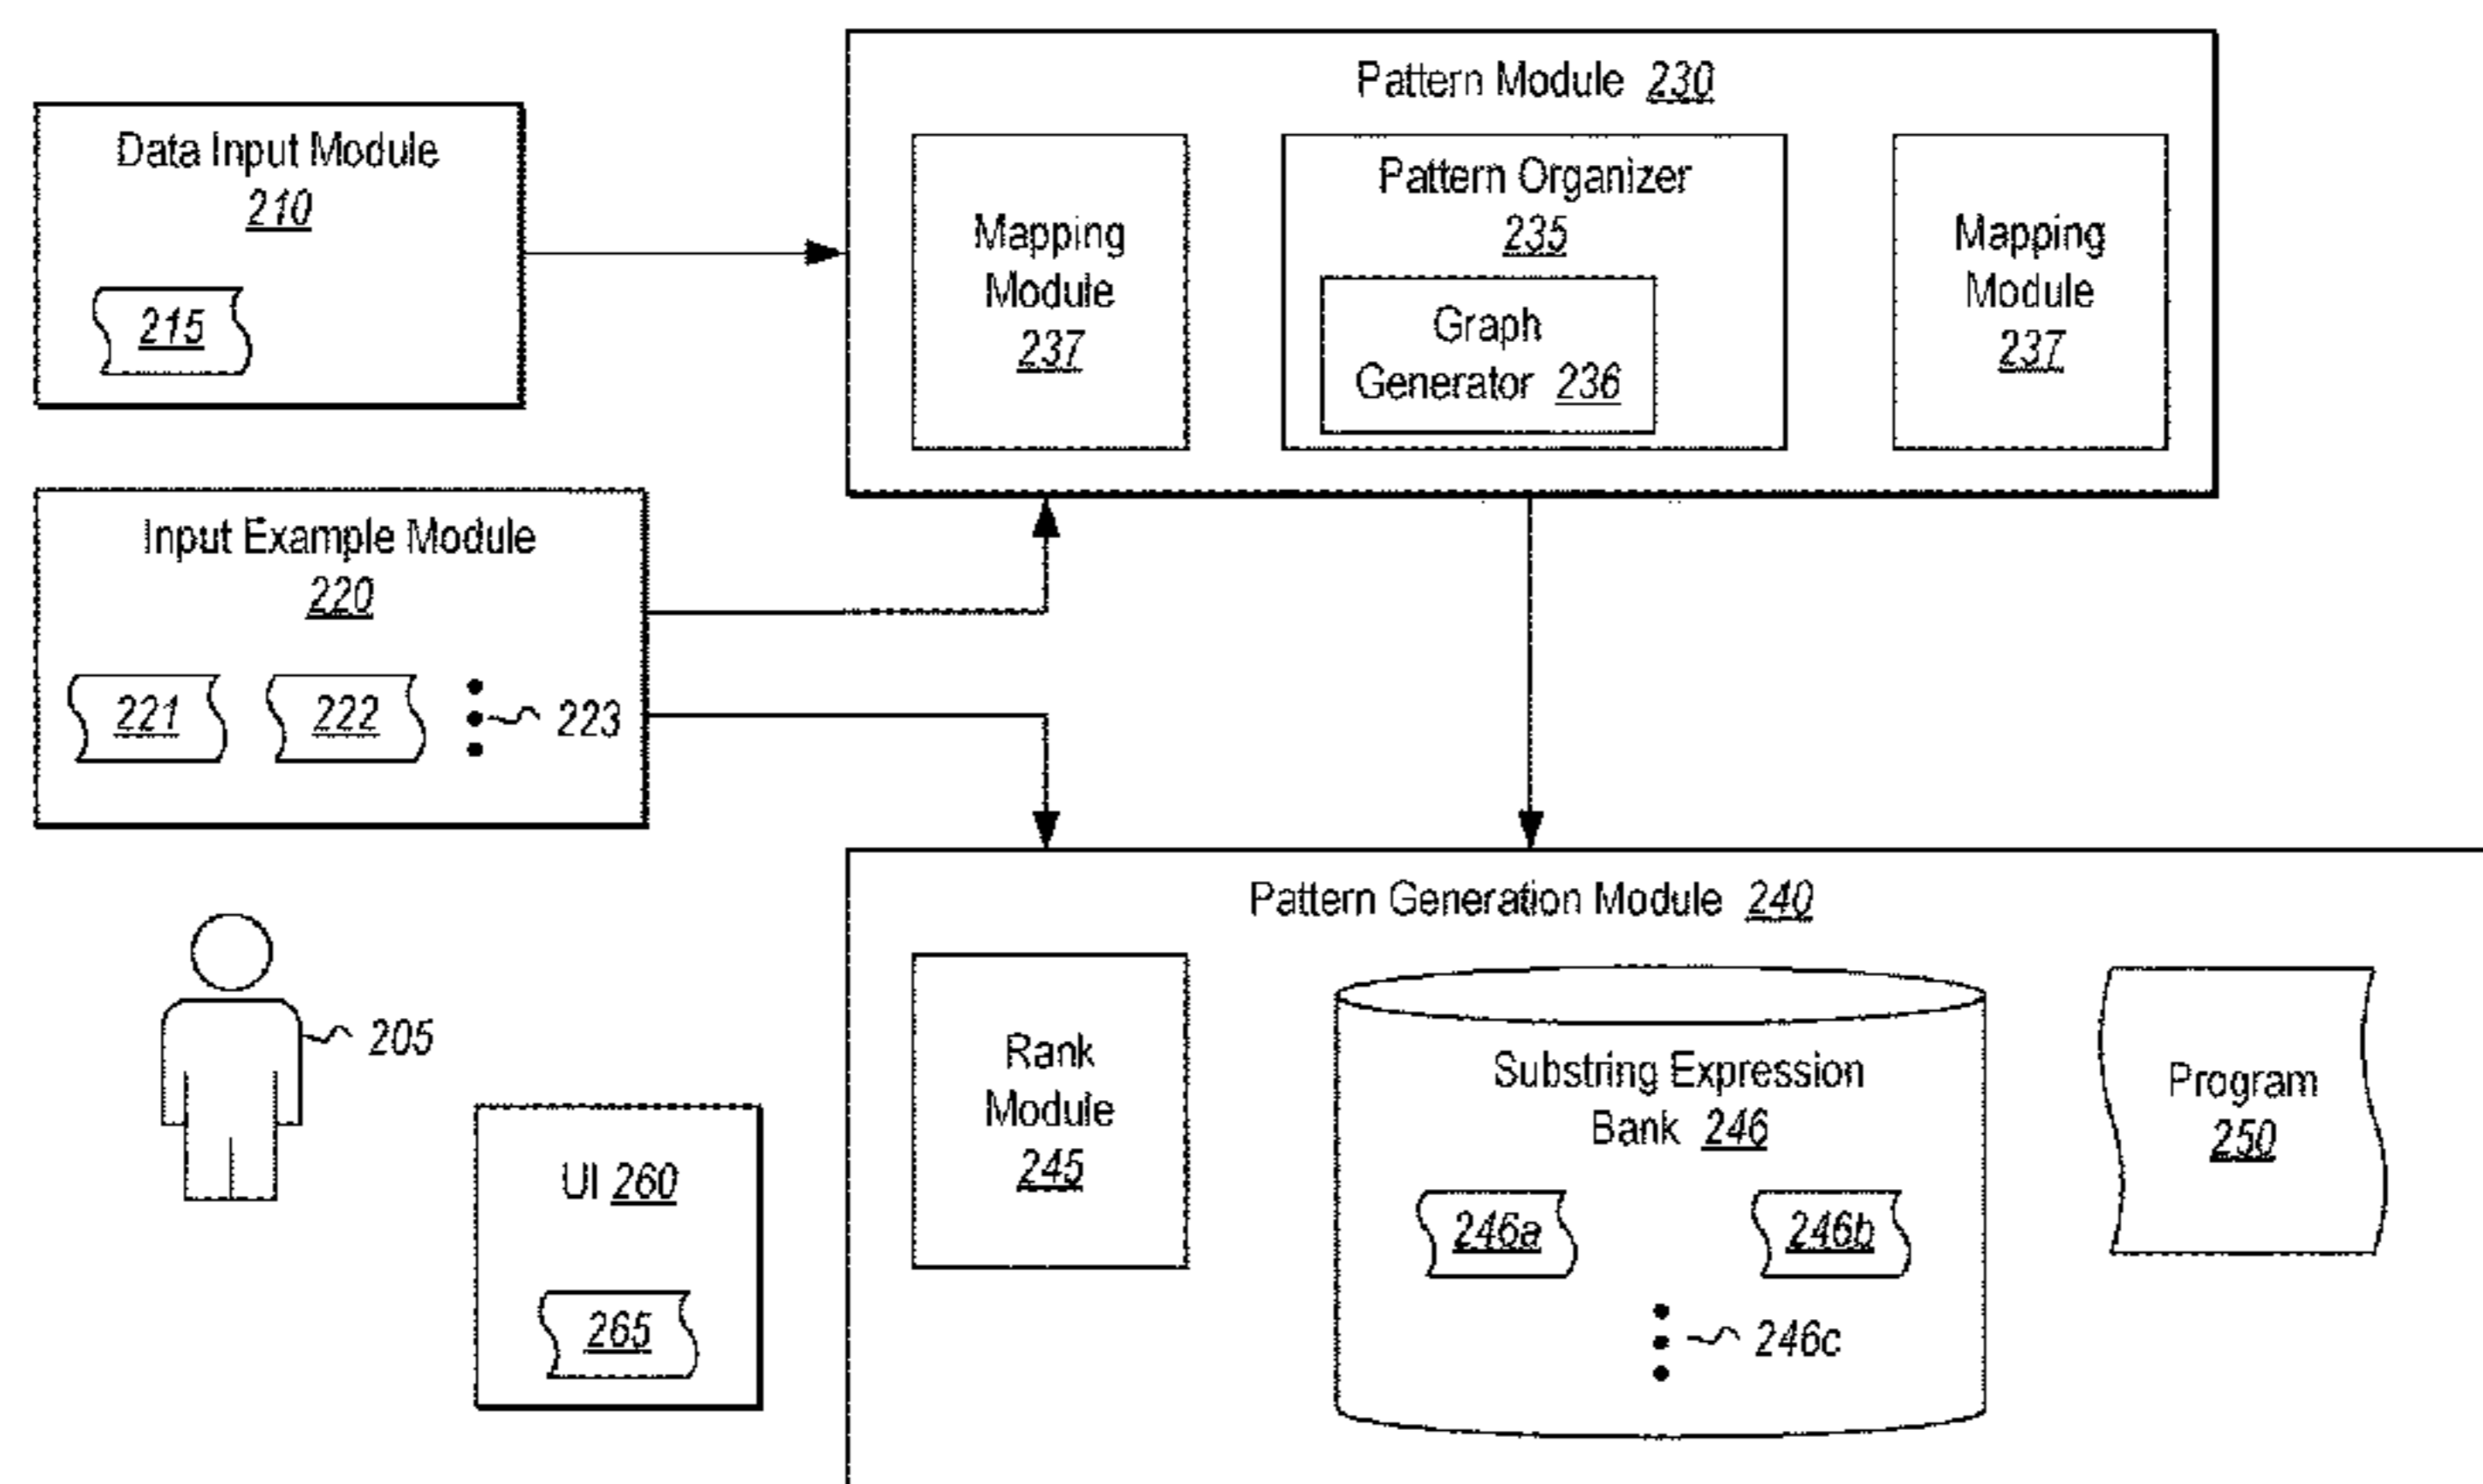 Data Input Module
210
215
Pattern Module 230
Mapping
Module
237
Pattern Organizer
235
Graph
Generator 236
Mapping
Module
237
Input Example Module
220
221
222
223
205
UI 260
265
Pattern Generation Module 240
Rank
Module
245
Substring Expression
Bank 246
246a
246b
246c
Program
250